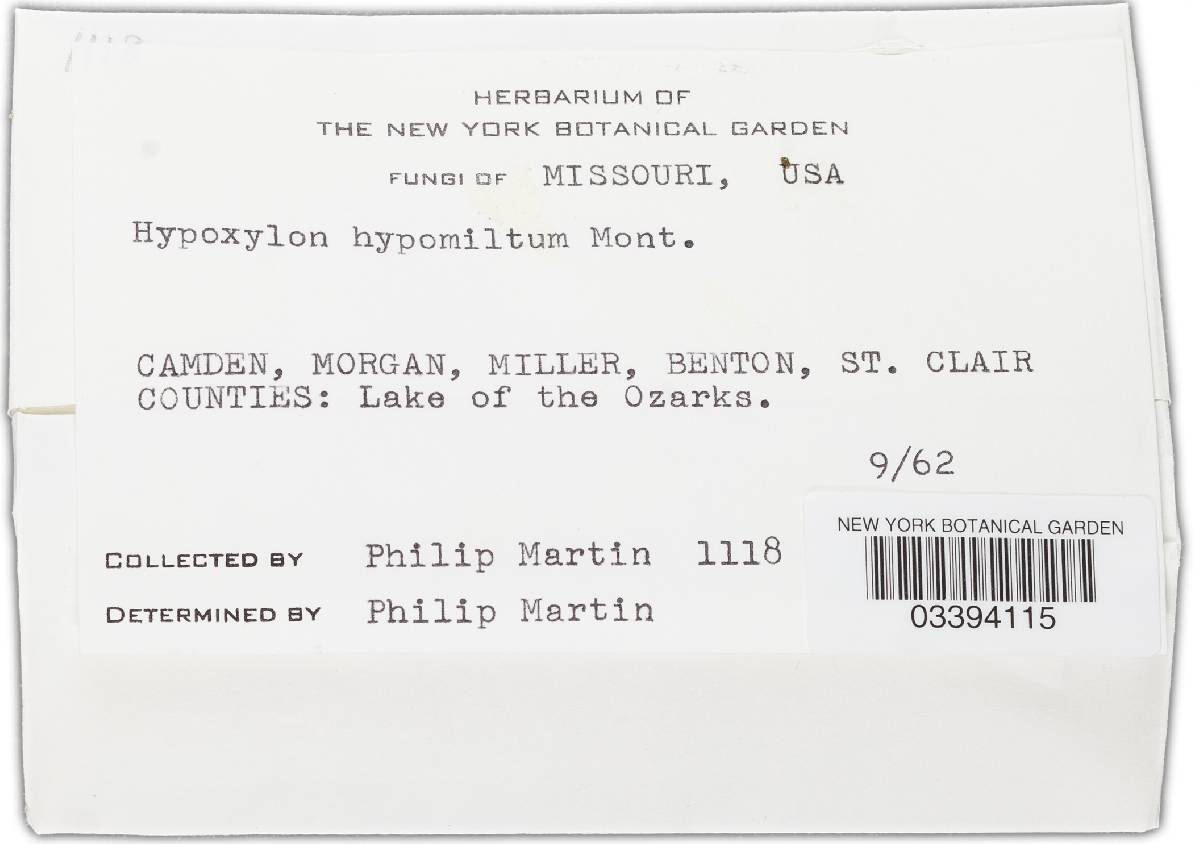 HERBARIUM OF
THE NEW YORK BOTANICAL GARDEN
FUNGI OF MISSOURI, USA
Hypoxylon hypomiltum Mont.
CAMDEN, MORGAN, MILLER, BENTON, ST. CLAIR
COUNTIES: Lake of the Ozarks.
9/62
COLLECTED BY Philip Martin 1118
DETERMINED BY Philip Martin
NEW YORK BOTANICAL GARDEN
03394115